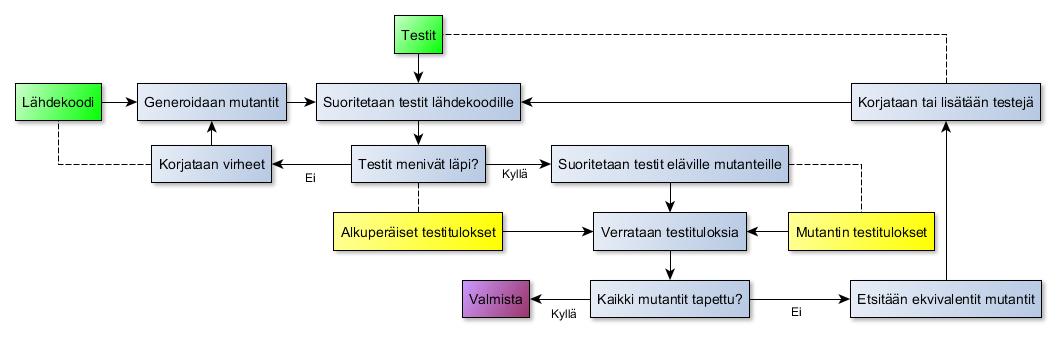 Testit
Lähdekoodi
Generoidaan mutantit
Suoritetaan testit lähdekoodille
Korjataan tai lisätään testejä
Korjataan virheet
Ei
Testit menivät läpi?
Kyllä
Suoritetaan testit eläville mutanteille
Alkuperäiset testitulokset
Verrataan testituloksia
Mutantin testitulokset
Valmista
Kyllä
Kaikki mutantit tapettu?
Ei
Etsitään ekvivalentit mutantit